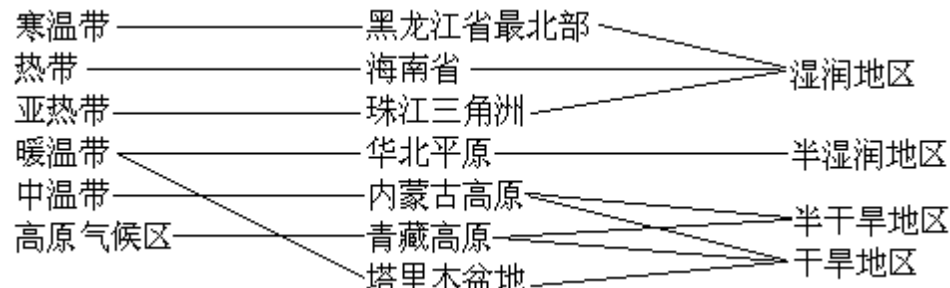 寒温带 黑龙江省最北部
热带 海南省 湿润地区
亚热带 珠江三角洲
暖温带 华北平原 半湿润地区
中温带 内蒙古高原
高原气候区 青藏高原 半干旱地区
塔里木盆地 干旱地区